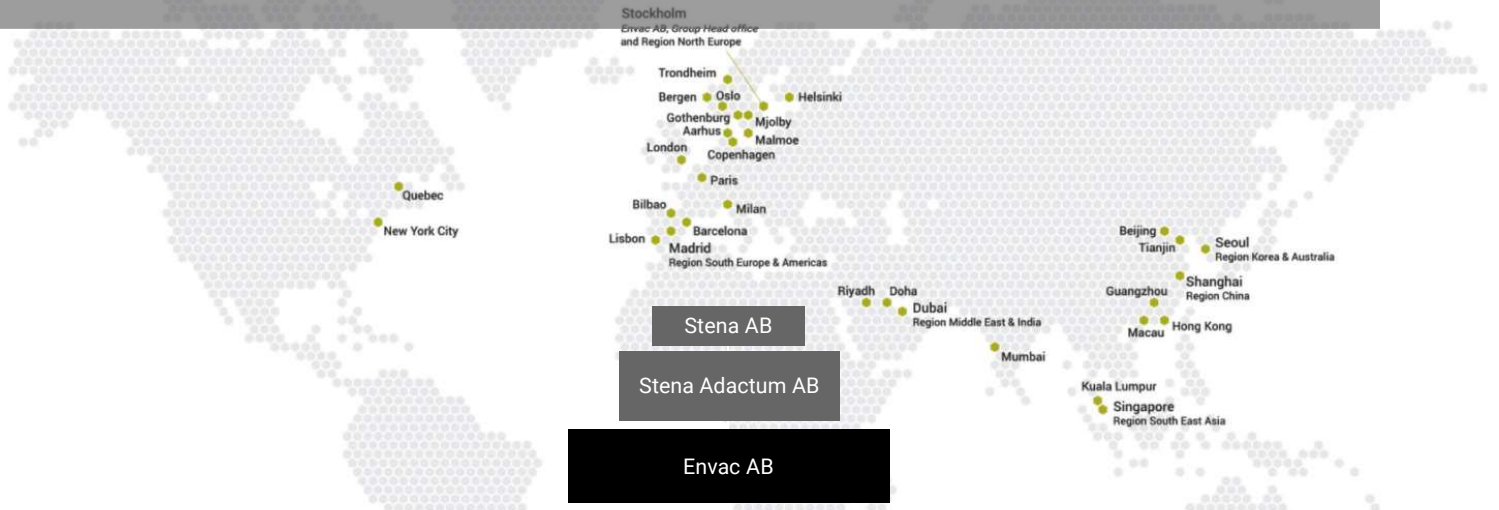 Stockholm
Envac AB, Group Head office
and Region North Europe
Trondheim
Bergen
Oslo
Helsinki
Gothenburg
Mjolby
Aarhus
Malmoe
London
Copenhagen
Paris
Quebec
Bilbao
Milan
New York City
Barcelona
Lisbon
Madrid
Region South Europe & Americas
Beijing
Tianjin
Seoul
Region Korea & Australia
Shanghai
Region China
Guangzhou
Riyadh
Doha
Dubai
Region Middle East & India
Macau
Hong Kong
Mumbai
Stena AB
Stena Adactum AB
Kuala Lumpur
Singapore
Region South East Asia
Envac AB